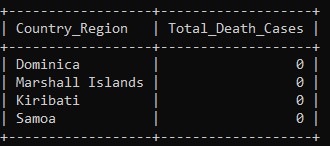 +------------------+-------------------+
| Country_Region | Total_Death_Cases |
+------------------+-------------------+
| Dominica | 0 |
| Marshall Islands | 0 |
| Kiribati | 0 |
| Samoa | 0 |
+------------------+-------------------+